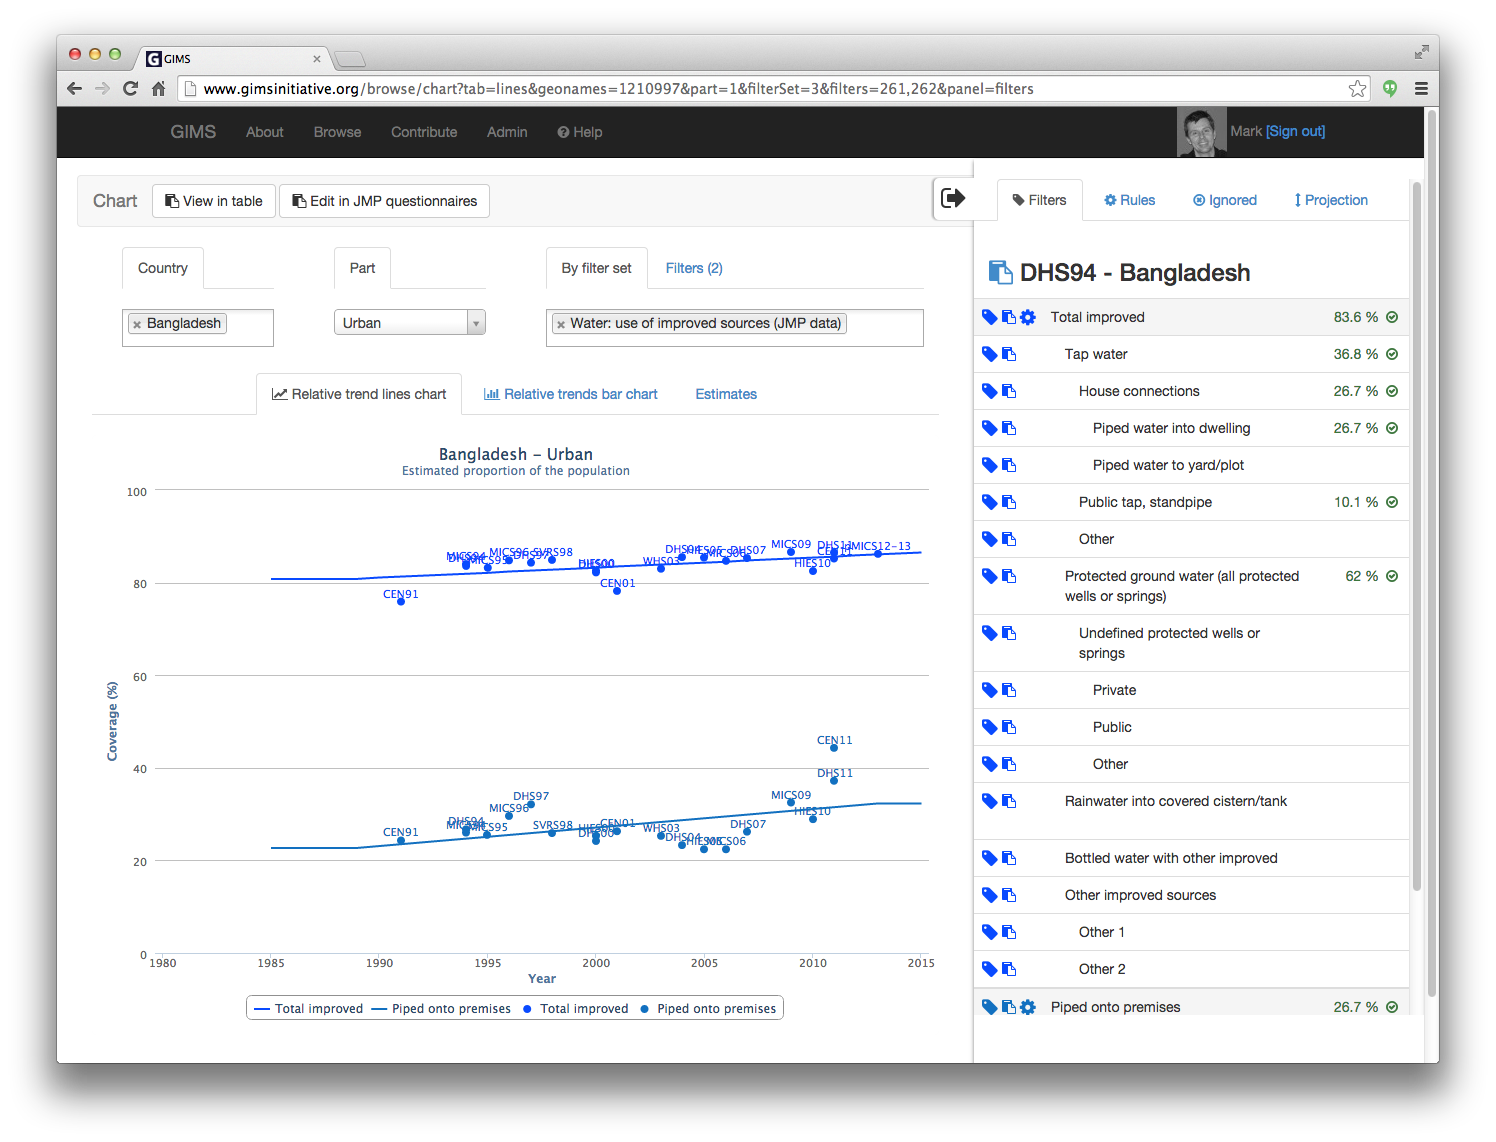 GIMS
www.gimsinitiative.org/browse/chart?tab=lines&geonames=1210997&part=1&filterSet=3&filters=261,262&panel=filters
GIMS About Browse Contribute Admin Help Mark [Sign out]
Chart View in table Edit in JMP questionnaires
Country Part By filter set Filters (2)
Bangladesh Urban Water: use of improved sources (JMP data)
Relative trend lines chart Relative trends bar chart Estimates
Bangladesh – Urban
Estimated proportion of the population
Coverage (%)
100
80
60
40
20
0
MICS94
DHS94
MICS95
MICS96
DHS97
SVRS98
HIES00
DHS00
CEN91
CEN01
WHS03
DHS04
HIES05
MICS06
DHS07
MICS09
HIES10
DHS11
CEN11
MICS12-13
CEN11
DHS11
MICS09
HIES10
DHS97
MICS96
DHS94
MICS94
MICS95
CEN91
SVRS98
HIES00
DHS00
CEN01
WHS03
DHS04
HIES05
MICS06
DHS07
1980 1985 1990 1995 2000 2005 2010 2015
Year
Total improved Piped onto premises Total improved Piped onto premises
Filters Rules Ignored Projection
DHS94 - Bangladesh
Total improved 83.6 %
Tap water 36.8 %
House connections 26.7 %
Piped water into dwelling 26.7 %
Piped water to yard/plot
Public tap, standpipe 10.1 %
Other
Protected ground water (all protected 62 %
wells or springs)
Undefined protected wells or
springs
Private
Public
Other
Rainwater into covered cistern/tank
Bottled water with other improved
Other improved sources
Other 1
Other 2
Piped onto premises 26.7 %